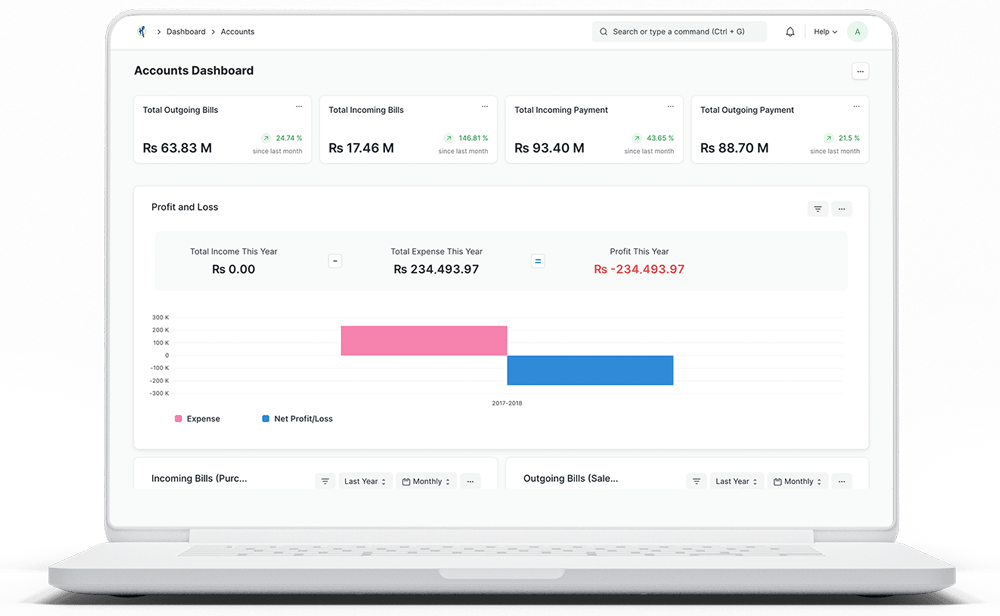 Dashboard > Accounts
Search or type a command (Ctrl + G)
Help
A
Accounts Dashboard
...
Total Outgoing Bills
...
Rs 63.83 M
24.74 %
since last month
Total Incoming Bills
...
Rs 17.46 M
146.81 %
since last month
Total Incoming Payment
...
Rs 93.40 M
43.65 %
since last month
Total Outgoing Payment
...
Rs 88.70 M
21.5 %
since last month
Profit and Loss
...
Total Income This Year
Rs 0.00
-
Total Expense This Year
Rs 234.493.97
=
Profit This Year
Rs -234.493.97
300 K
200 K
100 K
0
-100 K
-200 K
-300 K
2017-2018
Expense
Net Profit/Loss
Incoming Bills (Purc...
Last Year
Monthly
...
Outgoing Bills (Sale...
Last Year
Monthly
...